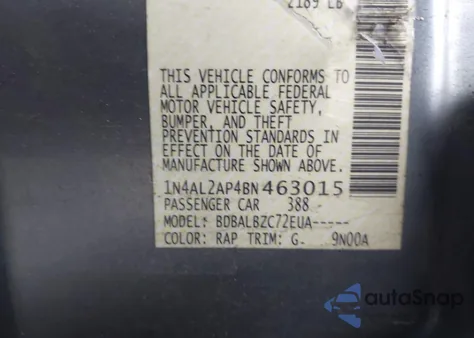 2189 LB
THIS VEHICLE CONFORMS TO
ALL APPLICABLE FEDERAL
MOTOR VEHICLE SAFETY,
BUMPER, AND THEFT
PREVENTION STANDARDS IN
EFFECT ON THE DATE OF
MANUFACTURE SHOWN ABOVE.
1N4AL2AP4BN463015
PASSENGER CAR 388
MODEL: BDBALBZC72EUA-----
COLOR: RAP TRIM: G. 9N00A
autoSnap